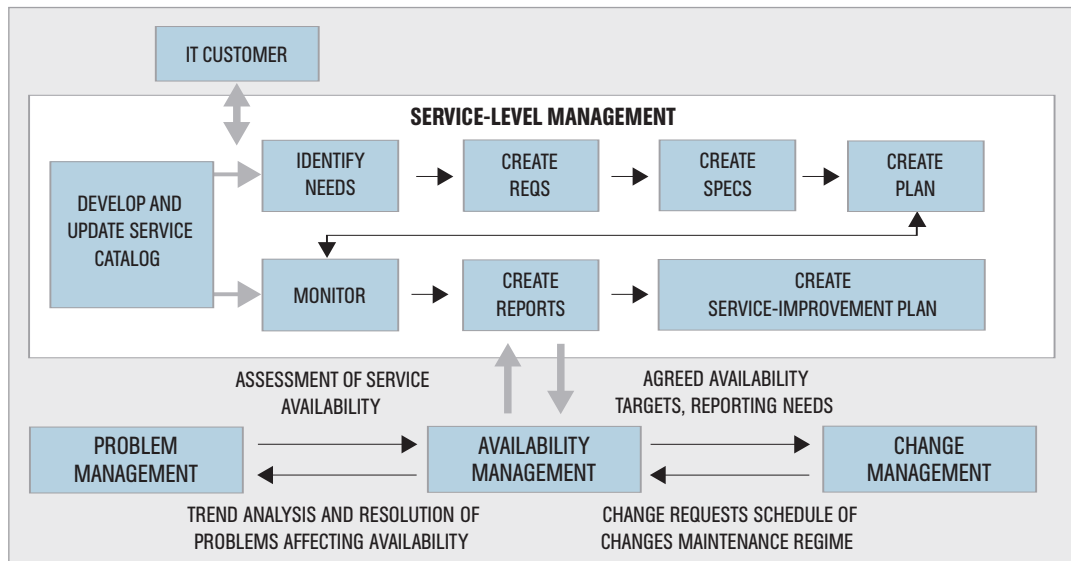 IT CUSTOMER
SERVICE-LEVEL MANAGEMENT
DEVELOP AND
UPDATE SERVICE
CATALOG
IDENTIFY
NEEDS
CREATE
REQS
CREATE
SPECS
CREATE
PLAN
MONITOR
CREATE
REPORTS
CREATE
SERVICE-IMPROVEMENT PLAN
ASSESSMENT OF SERVICE
AVAILABILITY
AGREED AVAILABILITY
TARGETS, REPORTING NEEDS
PROBLEM
MANAGEMENT
AVAILABILITY
MANAGEMENT
CHANGE
MANAGEMENT
TREND ANALYSIS AND RESOLUTION OF
PROBLEMS AFFECTING AVAILABILITY
CHANGE REQUESTS SCHEDULE OF
CHANGES MAINTENANCE REGIME